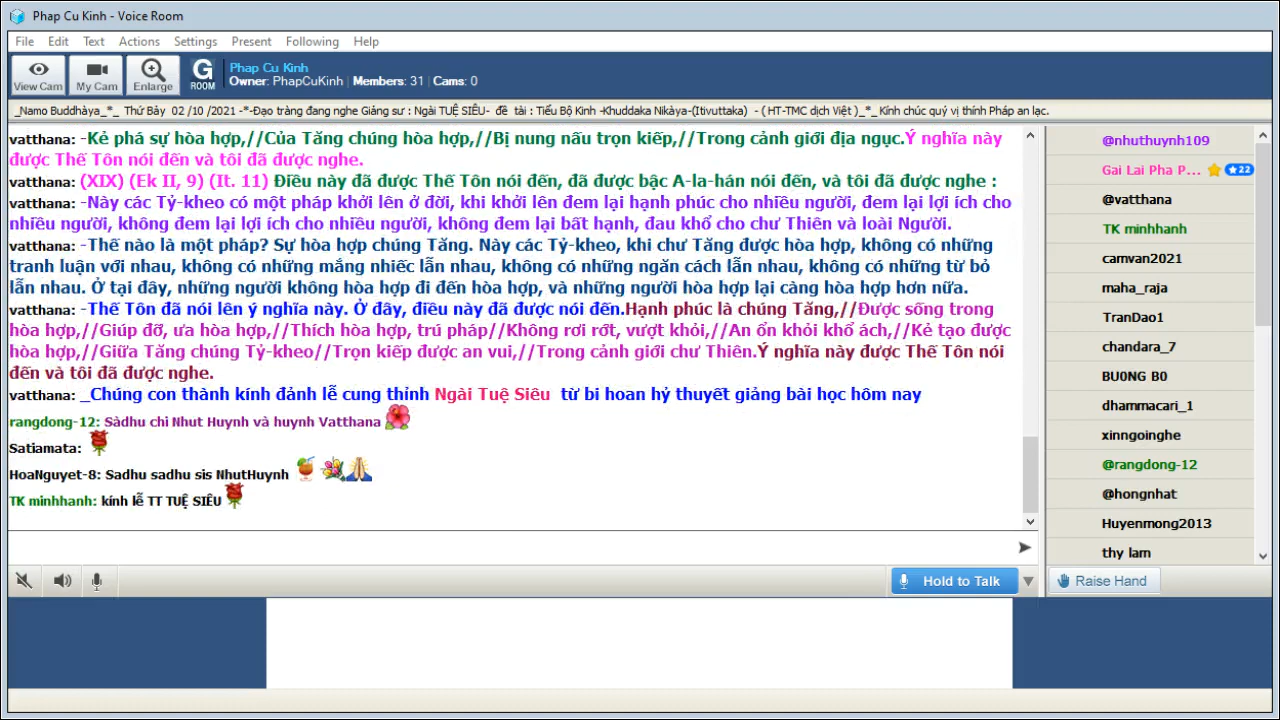 Phap Cu Kinh - Voice Room
File Edit Text Actions Settings Present Following Help
View Cam My Cam Enlarge G ROOM
Phap Cu Kinh
Owner: PhapCuKinh Members: 31 Cams: 0
_Namo Buddhàya_*_ Thứ Bảy 02 /10 /2021 -*-Đạo tràng đang nghe Giảng sư : Ngài TUỆ SIÊU- đề tài : Tiểu Bộ Kinh -Khuddaka Nikàya-(Itivuttaka) - ( HT-TMC dịch Việt )_*_ Kính chúc quý vị thính Pháp an lạc.
vatthana: -Kẻ phá sự hòa hợp,//Của Tăng chúng hòa hợp,//Bị nung nấu trọn kiếp,//Trong cảnh giới địa ngục.Ý nghĩa này
được Thế Tôn nói đến và tôi đã được nghe.
vatthana: (XIX) (Ek II, 9) (It. 11) Điều này đã được Thế Tôn nói đến, đã được bậc A-la-hán nói đến, và tôi đã được nghe :
vatthana: -Này các Tỷ-kheo có một pháp khởi lên ở đời, khi khởi lên đem lại hạnh phúc cho nhiều người, đem lại lợi ích cho
nhiều người, không đem lại lợi ích cho nhiều người, không đem lại bất hạnh, đau khổ cho chư Thiên và loài Người.
vatthana: -Thế nào là một pháp? Sự hòa hợp chúng Tăng. Này các Tỷ-kheo, khi chư Tăng được hòa hợp, không có những
tranh luận với nhau, không có những mắng nhiếc lẫn nhau, không có những ngăn cách lẫn nhau, không có những từ bỏ
lẫn nhau. Ở tại đây, những người không hòa hợp đi đến hòa hợp, và những người hòa hợp lại càng hòa hợp hơn nữa.
vatthana: -Thế Tôn đã nói lên ý nghĩa này. Ở đây, điều này đã được nói đến.Hạnh phúc là chúng Tăng,//Được sống trong
hòa hợp,//Giúp đỡ, ưa hòa hợp,//Thích hòa hợp, trú pháp//Không rơi rớt, vượt khỏi,//An ổn khỏi khổ ách,//Kẻ tạo được
hòa hợp,//Giữa Tăng chúng Tỷ-kheo//Trọn kiếp được an vui,//Trong cảnh giới chư Thiên.Ý nghĩa này được Thế Tôn nói
đến và tôi đã được nghe.
vatthana: _Chúng con thành kính đảnh lễ cung thỉnh Ngài Tuệ Siêu từ bi hoan hỷ thuyết giảng bài học hôm nay
rangdong-12: Sàdhu chi Nhut Huynh và huynh Vatthana
Satiamata:
HoaNguyet-8: Sadhu sadhu sis NhutHuynh
TK minhhanh: kính lễ TT TUỆ SIÊU
@nhuthuynh109
Gai Lai Pha P... 22
@vatthana
TK minhhanh
camvan2021
maha_raja
TranDao1
chandara_7
BU0NG B0
dhammacari_1
xinngoinghe
@rangdong-12
@hongnhat
Huyenmong2013
thy lam
Hold to Talk
Raise Hand